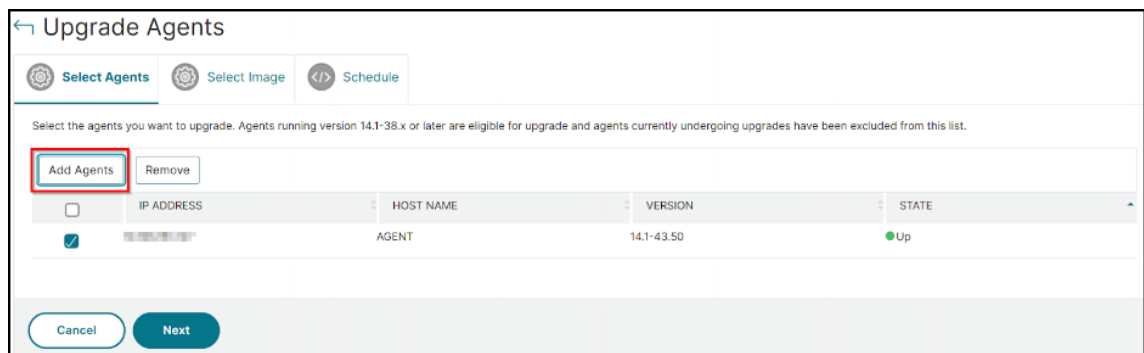 Upgrade Agents
Select Agents Select Image </> Schedule
Select the agents you want to upgrade. Agents running version 14.1-38.x or later are eligible for upgrade and agents currently undergoing upgrades have been excluded from this list.
Add Agents Remove
IP ADDRESS HOST NAME VERSION STATE
AGENT 14.1-43.50 Up
Cancel Next